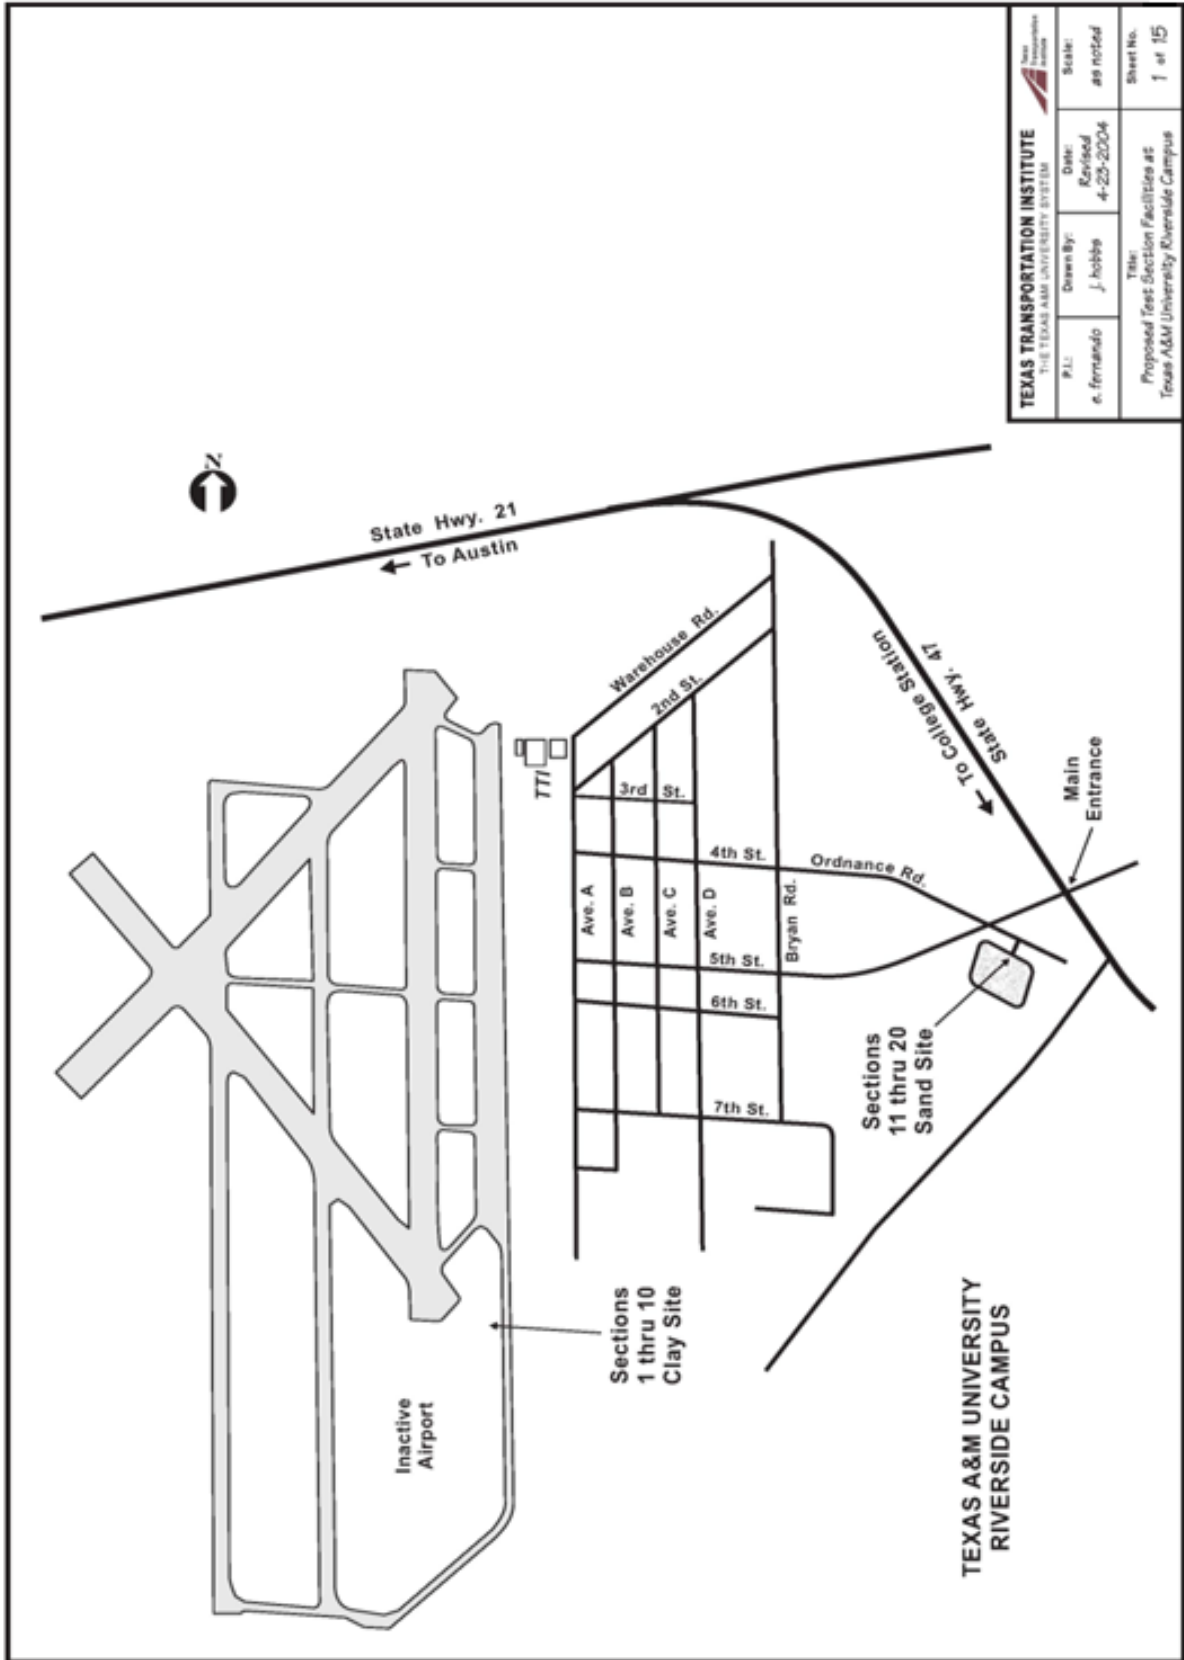 N
State Hwy. 21
To Austin
Warehouse Rd.
2nd St.
TTI
3rd St.
4th St.
Ordnance Rd.
To College Station
State Hwy. 47
Main
Entrance
Ave. A
Ave. B
Ave. C
Ave. D
Bryan Rd.
5th St.
6th St.
7th St.
Sections
11 thru 20
Sand Site
Sections
1 thru 10
Clay Site
Inactive
Airport
TEXAS A&M UNIVERSITY
RIVERSIDE CAMPUS
TEXAS TRANSPORTATION INSTITUTE
THE TEXAS A&M UNIVERSITY SYSTEM
Texas
Transportation
Institute
P.I.:
e. fernando
Drawn By:
j. hobbs
Date:
Revised
4-23-2004
Scale:
as noted
Title:
Proposed Test Section Facilities at
Texas A&M University Riverside Campus
Sheet No.
1 of 15